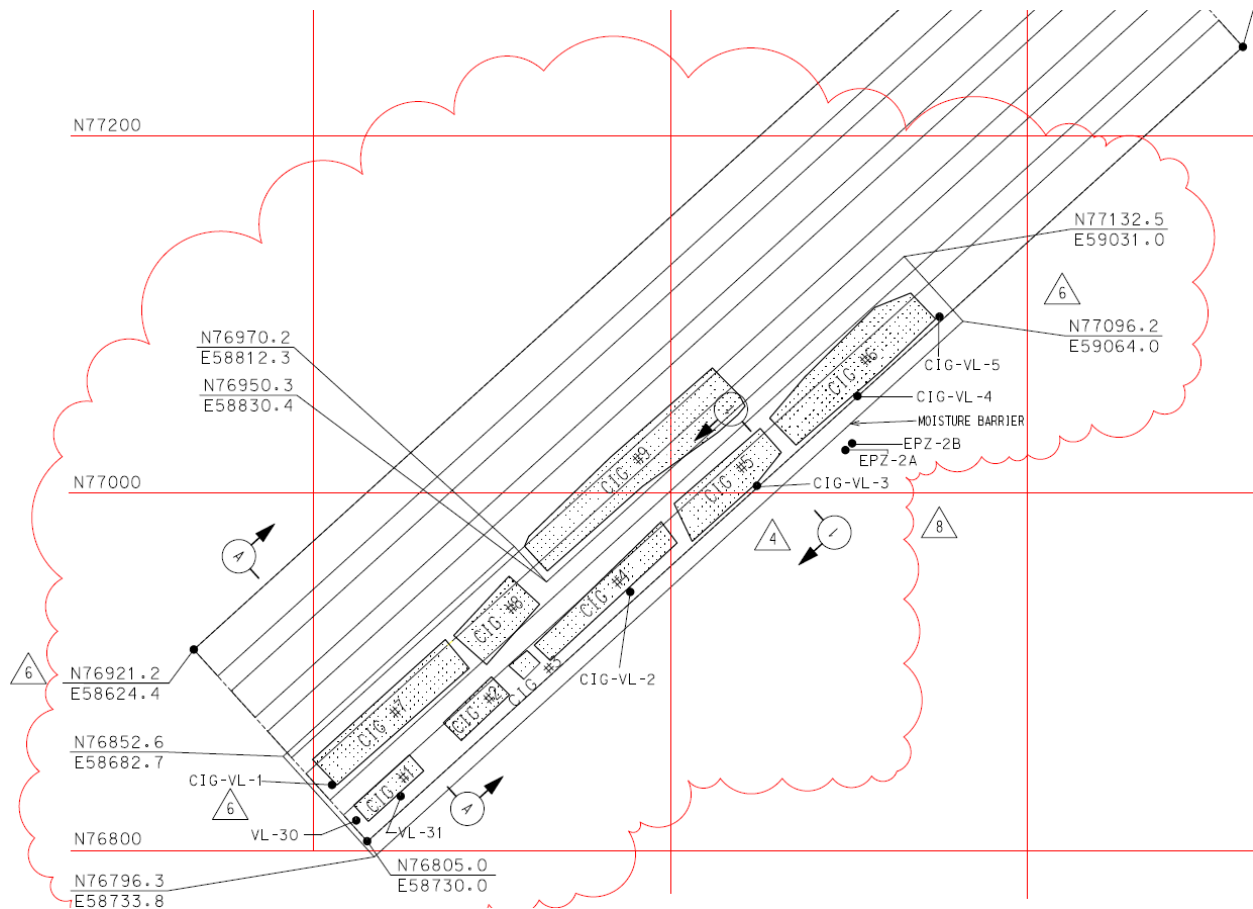 N77200
N77132.5
E59031.0
6
N77096.2
E59064.0
N76970.2
E58812.3
N76950.3
E58830.4
CIG #6
CIG-VL-5
CIG-VL-4
MOISTURE BARRIER
EPZ-2B
EPZ-2A
CIG #9
CIG #5
CIG-VL-3
N77000
4
8
1
A
CIG #4
CIG #8
CIG #3
CIG-VL-2
6
N76921.2
E58624.4
CIG #2
CIG #7
N76852.6
E58682.7
CIG-VL-1
6
CIG #1
A
VL-30
VL-31
N76800
N76805.0
E58730.0
N76796.3
E58733.8